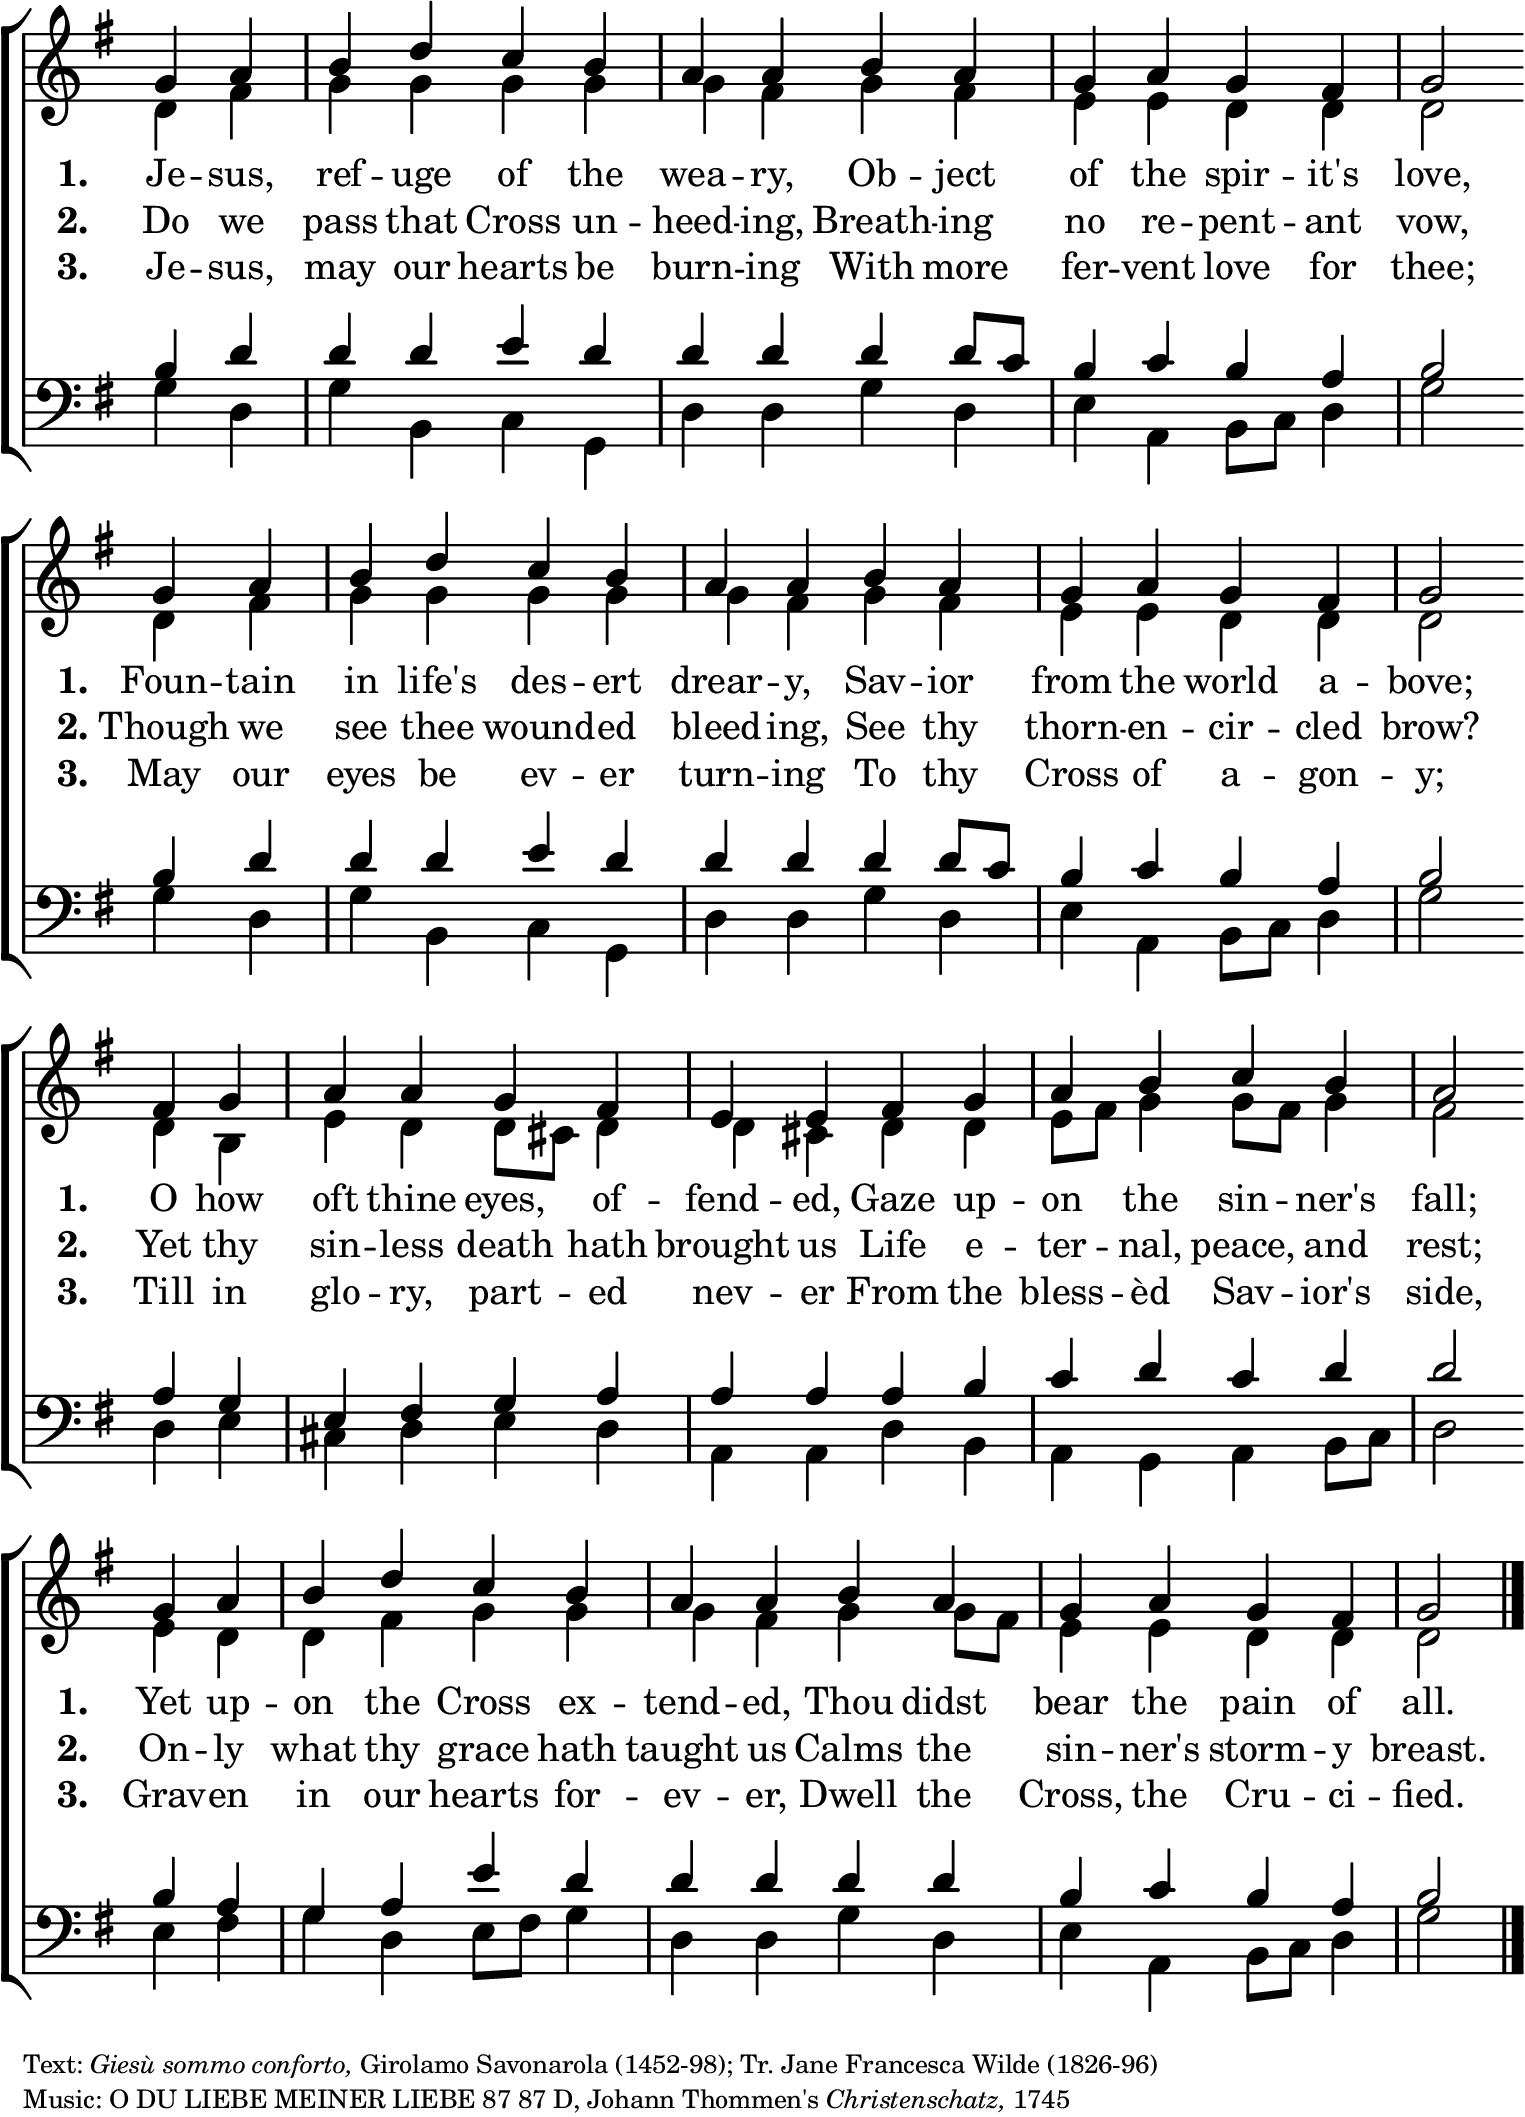 1. Je -- sus, ref -- uge of the wea -- ry, Ob -- ject of the spir -- it's love,
2. Do we pass that Cross un -- heed -- ing, Breath -- ing no re -- pent -- ant vow,
3. Je -- sus, may our hearts be burn -- ing With more fer -- vent love for thee;
1. Foun -- tain in life's des -- ert drear -- y, Sav -- ior from the world a -- bove;
2. Though we see thee wounded bleeding, See thy thorn -- en -- cir -- cled brow?
3. May our eyes be ev -- er turn -- ing To thy Cross of a -- gon -- y;
1. O how oft thine eyes, of -- fend -- ed, Gaze up -- on the sin -- ner's fall;
2. Yet thy sin -- less death hath brought us Life e -- ter -- nal, peace, and rest;
3. Till in glo -- ry, part -- ed nev -- er From the bless -- èd Sav -- ior's side,
1. Yet up -- on the Cross ex -- tend -- ed, Thou didst bear the pain of all.
2. On -- ly what thy grace hath taught us Calms the sin -- ner's storm -- y breast.
3. Graven in our hearts for -- ev -- er, Dwell the Cross, the Cru -- ci -- fied.
Text: Giesù sommo conforto, Girolamo Savonarola (1452-98); Tr. Jane Francesca Wilde (1826-96)
Music: O DU LIEBE MEINER LIEBE 87 87 D, Johann Thommen's Christenschatz, 1745